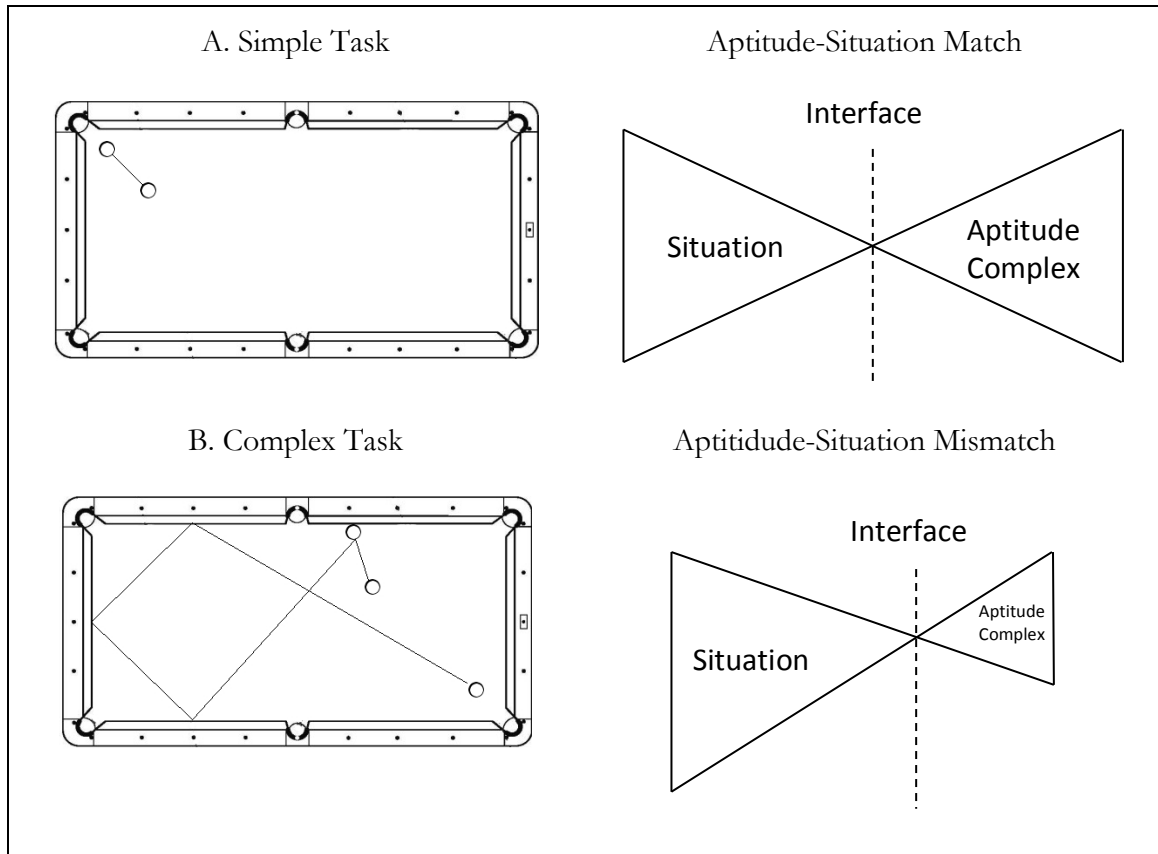 A. Simple Task
Aptitude-Situation Match
Interface
Situation
Aptitude
Complex
B. Complex Task
Aptitidude-Situation Mismatch
Interface
Situation
Aptitude
Complex